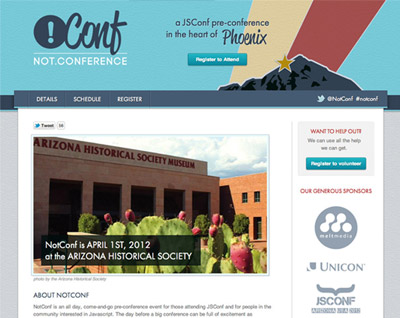 !Conf
NOT.CONFERENCE
a JSConf pre-conference
in the heart of Phoenix
Register to Attend
DETAILS
SCHEDULE
REGISTER
@NotConf #notconf
Tweet
ARIZONA HISTORICAL SOCIETY MUSEUM
NotConf is APRIL 1ST, 2012
at the ARIZONA HISTORICAL SOCIETY
photo by the Arizona Historical Society
ABOUT NOTCONF
NotConf is an all day, come-and-go pre-conference event for those attending JSConf and for people in the
community interested in Javascript. The day before a big conference can be full of excitement as
WANT TO HELP OUT?
We can use all the help
we can get.
Register to volunteer
OUR GENEROUS SPONSORS
UNICON
JSCONF